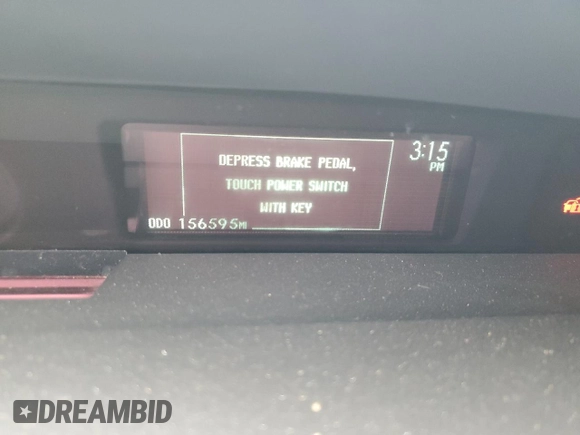 DEPRESS BRAKE PEDAL,
TOUCH POWER SWITCH
WITH KEY
3:15
PM
ODO 156595MI
DREAMBID